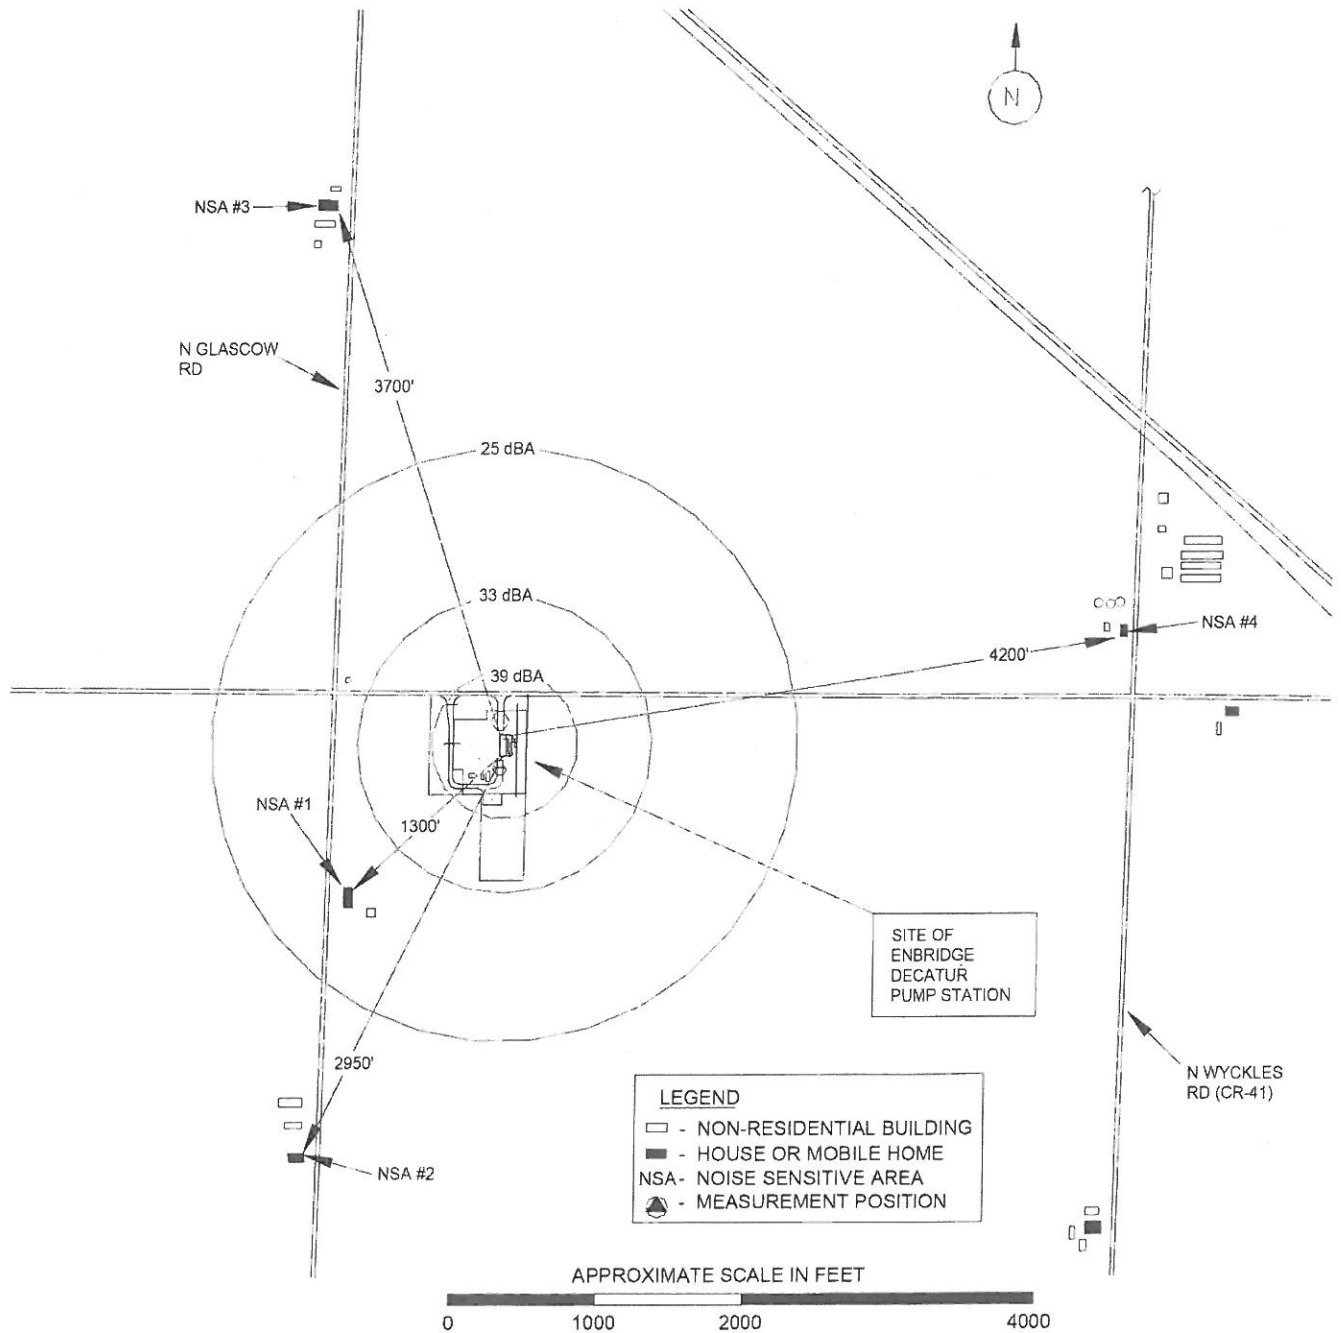 N
NSA #3
N GLASCOW
RD
3700'
25 dBA
33 dBA
NSA #4
4200'
39 dBA
NSA #1
1300'
SITE OF
ENBRIDGE
DECATUR
PUMP STATION
2950'
N WYCKLES
RD (CR-41)
NSA #2
LEGEND
- NON-RESIDENTIAL BUILDING
- HOUSE OR MOBILE HOME
NSA- NOISE SENSITIVE AREA
- MEASUREMENT POSITION
APPROXIMATE SCALE IN FEET
0 1000 2000 4000